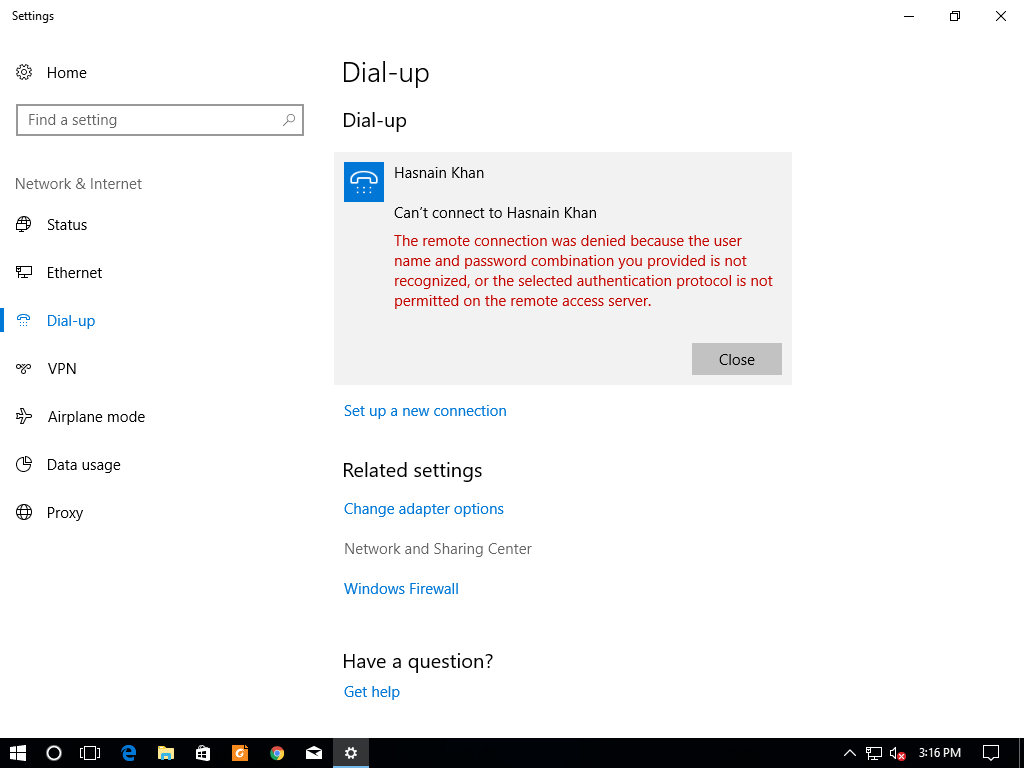 Settings
Home
Find a setting
Network & Internet
Status
Ethernet
Dial-up
VPN
Airplane mode
Data usage
Proxy
Dial-up
Dial-up
Hasnain Khan
Can't connect to Hasnain Khan
The remote connection was denied because the user
name and password combination you provided is not
recognized, or the selected authentication protocol is not
permitted on the remote access server.
Close
Set up a new connection
Related settings
Change adapter options
Network and Sharing Center
Windows Firewall
Have a question?
Get help
3:16 PM